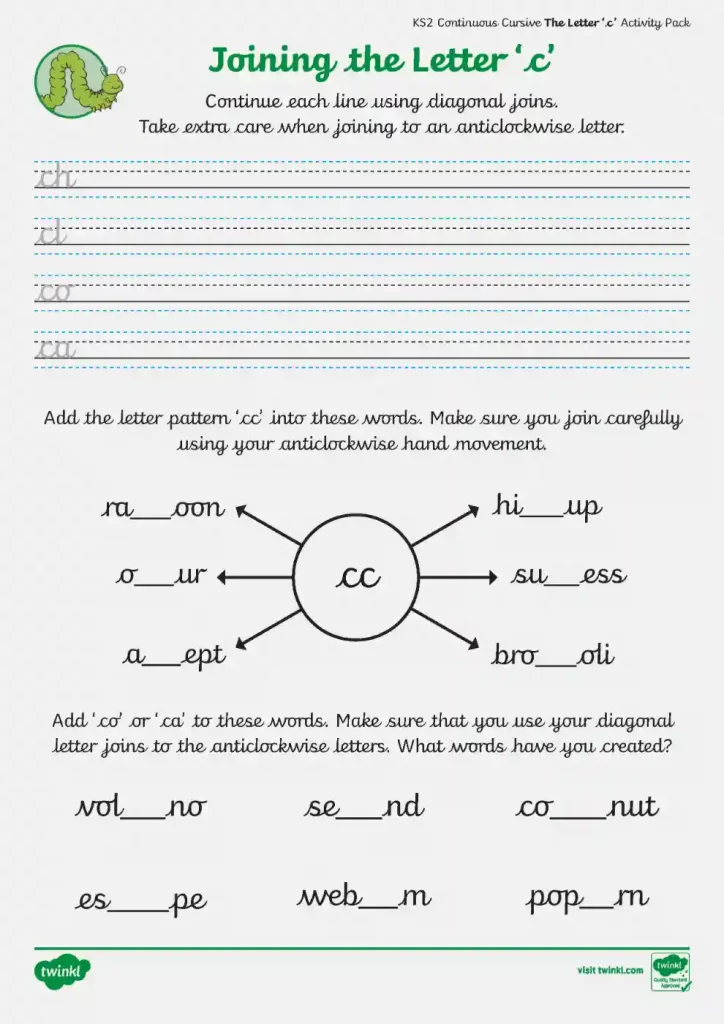 KS2 Continuous Cursive The Letter ‘c’ Activity Pack
Joining the Letter ‘c’
Continue each line using diagonal joins.
Take extra care when joining to an anticlockwise letter.
ch
cl
co
ca
Add the letter pattern ‘cc’ into these words. Make sure you join carefully
using your anticlockwise hand movement.
ra___oon hi___up
o___ur cc su___ess
a___ept bro___oli
Add ‘co’ or ‘ca’ to these words. Make sure that you use your diagonal
letter joins to the anticlockwise letters. What words have you created?
vol___no se___nd co____nut
es____pe web___m pop___rn
twinkl visit twinkl.com twinkl
Quality Standard
Approved